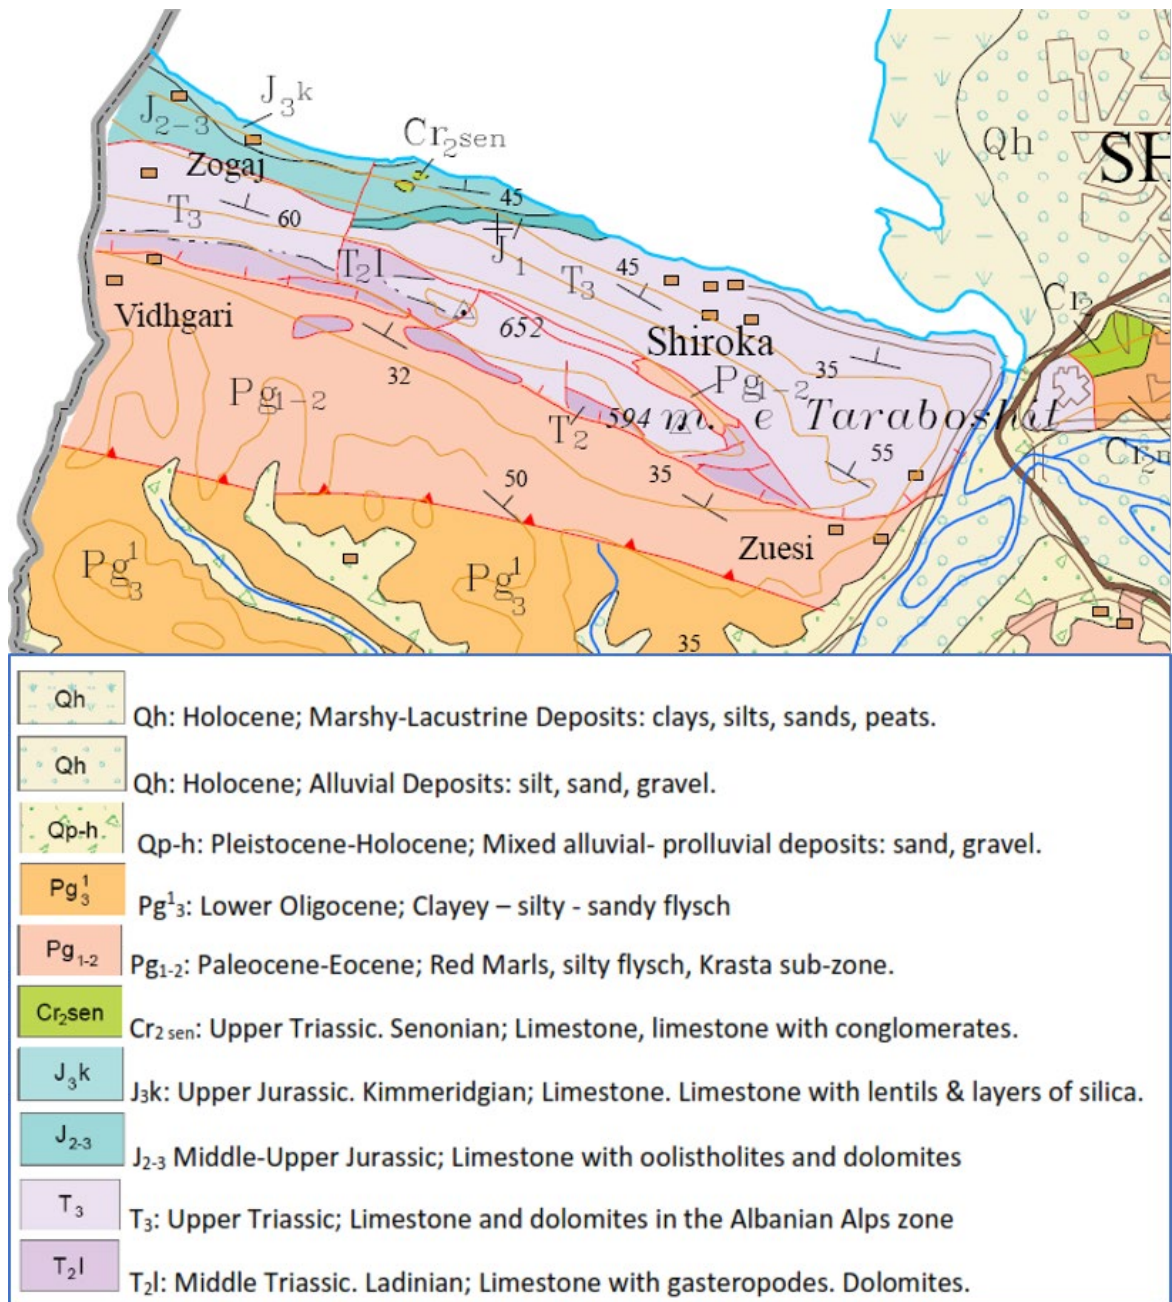 J₃k
J₂₋₃
Cr₂sen
Qh
SH
Zogaj
45
T₃
60
J₁
T₂l
45
T₃
Cr₂
Vidhgari
652
Shiroka
35
32
Pg₁₋₂
Pg₁₋₂
594 m. e Taraboshit
T₂
Cr₂m
55
50
35
Zuesi
Pg₃¹
Pg₃¹
35
Qh Qh: Holocene; Marshy-Lacustrine Deposits: clays, silts, sands, peats.
Qh Qh: Holocene; Alluvial Deposits: silt, sand, gravel.
Qp-h Qp-h: Pleistocene-Holocene; Mixed alluvial- prolluvial deposits: sand, gravel.
Pg₃¹ Pg¹₃: Lower Oligocene; Clayey – silty - sandy flysch
Pg₁₋₂ Pg₁₋₂: Paleocene-Eocene; Red Marls, silty flysch, Krasta sub-zone.
Cr₂sen Cr₂ sen: Upper Triassic. Senonian; Limestone, limestone with conglomerates.
J₃k J₃k: Upper Jurassic. Kimmeridgian; Limestone. Limestone with lentils & layers of silica.
J₂₋₃ J₂₋₃ Middle-Upper Jurassic; Limestone with oolistholites and dolomites
T₃ T₃: Upper Triassic; Limestone and dolomites in the Albanian Alps zone
T₂l T₂l: Middle Triassic. Ladinian; Limestone with gasteropodes. Dolomites.